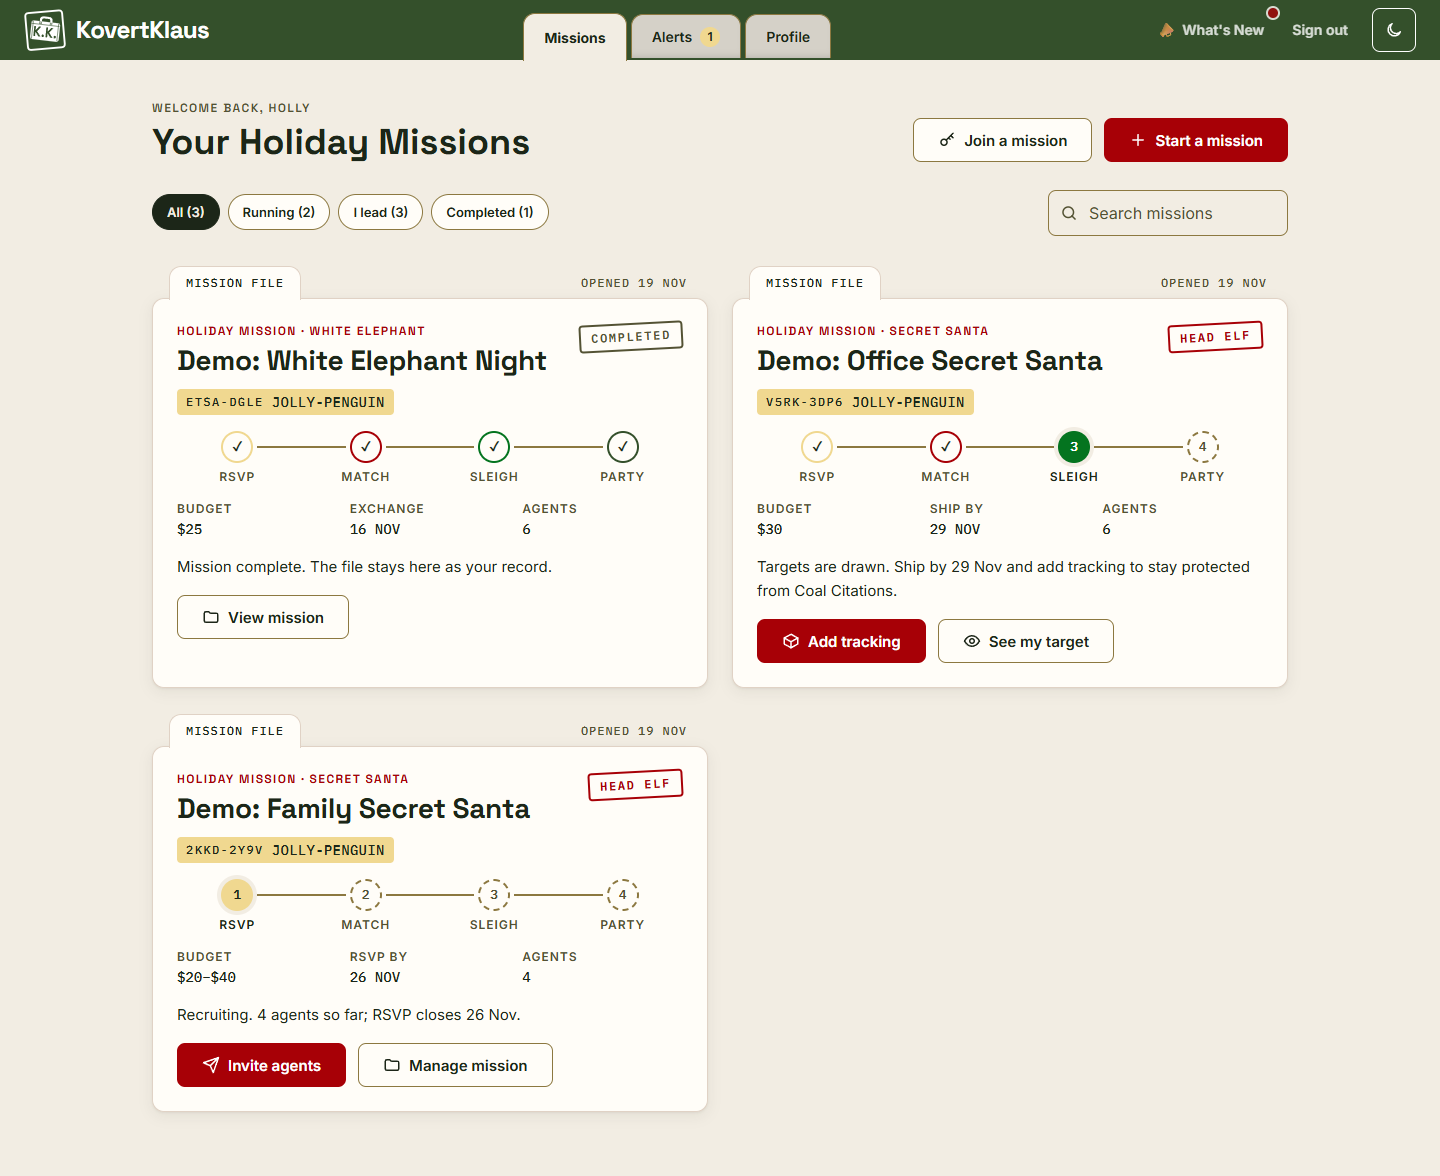 K.K. KovertKlaus
Missions
Alerts 1
Profile
What's New
Sign out
WELCOME BACK, HOLLY
Your Holiday Missions
Join a mission
Start a mission
All (3)
Running (2)
I lead (3)
Completed (1)
Search missions
MISSION FILE
OPENED 19 NOV
HOLIDAY MISSION · WHITE ELEPHANT
COMPLETED
Demo: White Elephant Night
ETSA-DGLE JOLLY-PENGUIN
✓ ✓ ✓ ✓
RSVP MATCH SLEIGH PARTY
BUDGET EXCHANGE AGENTS
$25 16 NOV 6
Mission complete. The file stays here as your record.
View mission
MISSION FILE
OPENED 19 NOV
HOLIDAY MISSION · SECRET SANTA
HEAD ELF
Demo: Office Secret Santa
V5RK-3DP6 JOLLY-PENGUIN
✓ ✓ 3 4
RSVP MATCH SLEIGH PARTY
BUDGET SHIP BY AGENTS
$30 29 NOV 6
Targets are drawn. Ship by 29 Nov and add tracking to stay protected
from Coal Citations.
Add tracking
See my target
MISSION FILE
OPENED 19 NOV
HOLIDAY MISSION · SECRET SANTA
HEAD ELF
Demo: Family Secret Santa
2KKD-2Y9V JOLLY-PENGUIN
1 2 3 4
RSVP MATCH SLEIGH PARTY
BUDGET RSVP BY AGENTS
$20–$40 26 NOV 4
Recruiting. 4 agents so far; RSVP closes 26 Nov.
Invite agents
Manage mission